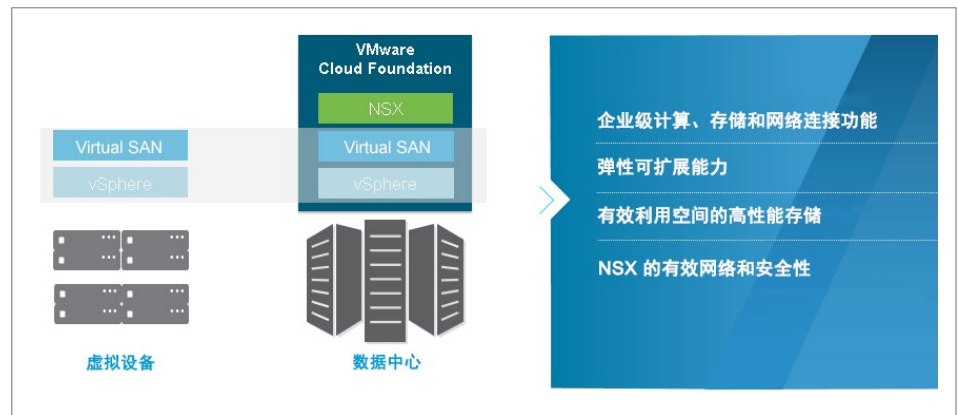 VMware
Cloud Foundation
NSX
Virtual SAN
vSphere
Virtual SAN
vSphere
虚拟设备
数据中心
企业级计算、存储和网络连接功能
弹性可扩展能力
有效利用空间的高性能存储
NSX 的有效网络和安全性